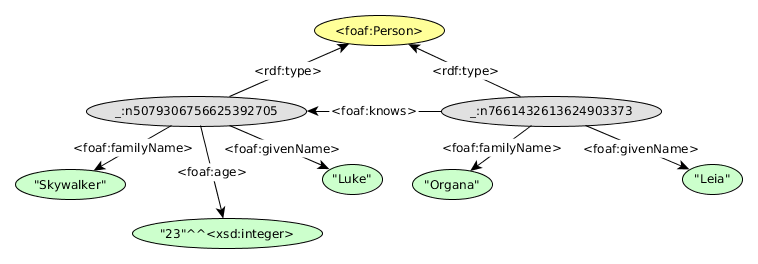 <foaf:Person>
<rdf:type>
<rdf:type>
_:n5079306756625392705
<foaf:knows>
_:n7661432613624903373
<foaf:familyName>
<foaf:givenName>
<foaf:familyName>
<foaf:givenName>
<foaf:age>
"Skywalker"
"Luke"
"Organa"
"Leia"
"23"^^<xsd:integer>